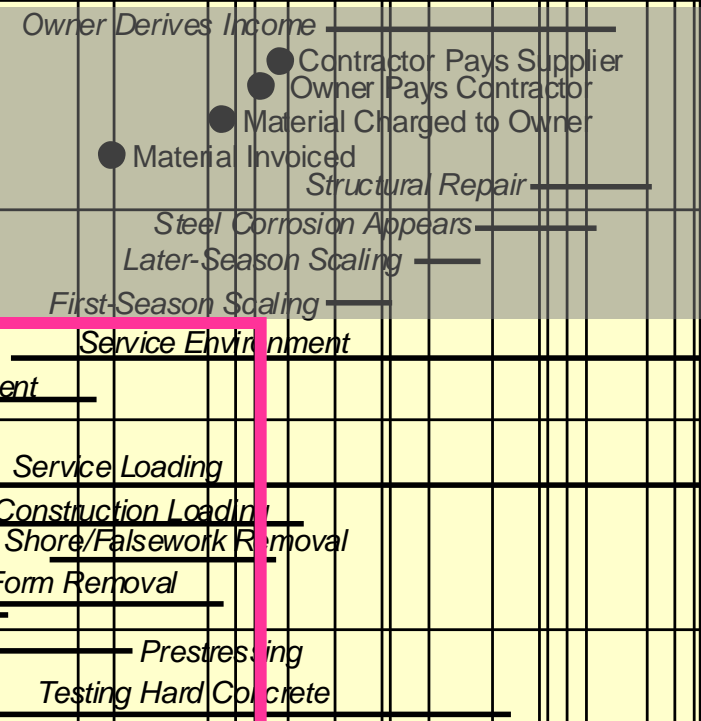 Owner Derives Income
Contractor Pays Supplier
Owner Pays Contractor
Material Charged to Owner
Material Invoiced
Structural Repair
Steel Corrosion Appears
Later-Season Scaling
First-Season Scaling
Service Environment
ent
Service Loading
Construction Loading
Shore/Falsework Removal
Form Removal
Prestressing
Testing Hard Concrete